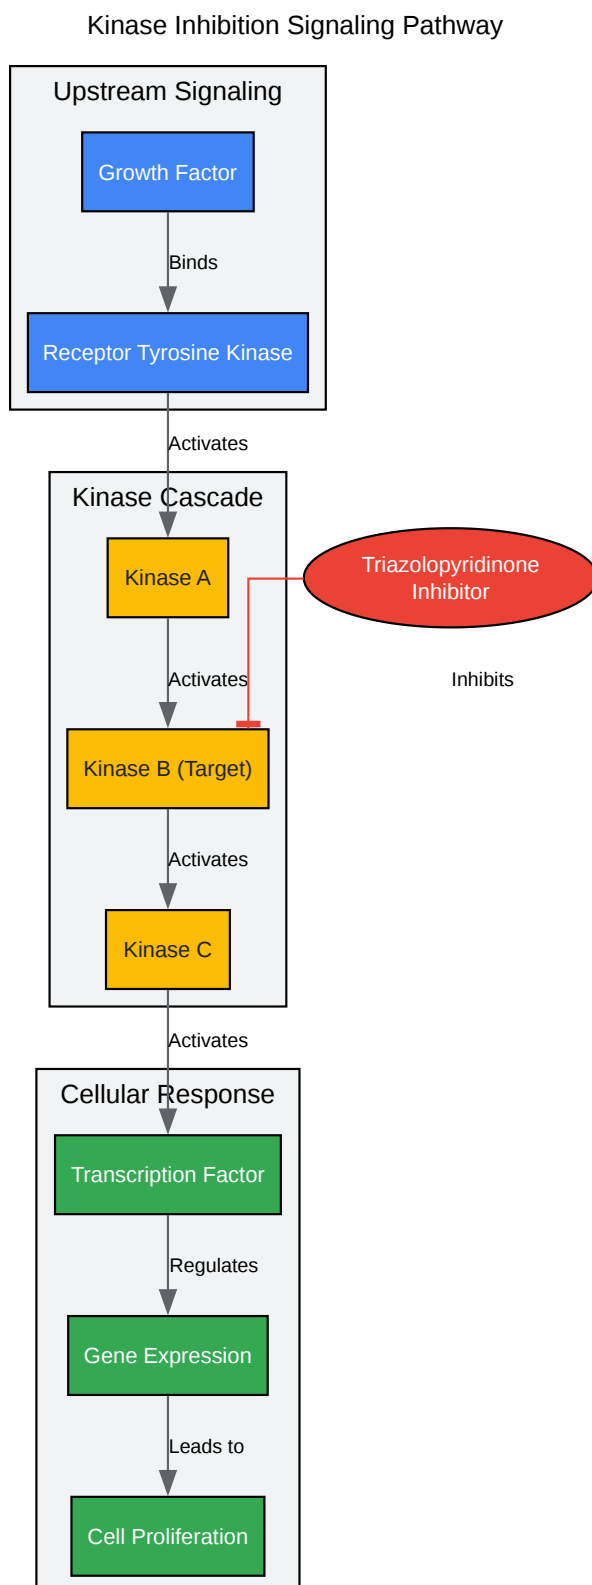 Kinase Inhibition Signaling Pathway
Upstream Signaling
Growth Factor
Binds
Receptor Tyrosine Kinase
Activates
Kinase Cascade
Kinase A
Triazolopyridinone
Inhibitor
Activates
Inhibits
Kinase B (Target)
Activates
Kinase C
Activates
Cellular Response
Transcription Factor
Regulates
Gene Expression
Leads to
Cell Proliferation